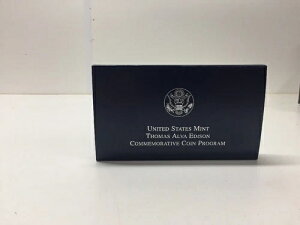 UNITED STATES MINT
THOMAS ALVA EDISON
COMMEMORATIVE COIN PROGRAM